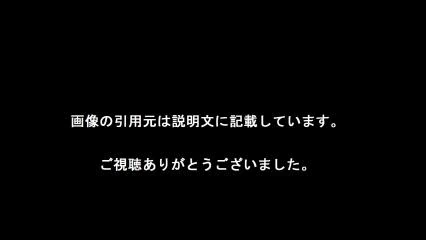 画像の引用元は説明文に記載しています。
ご視聴ありがとうございました。